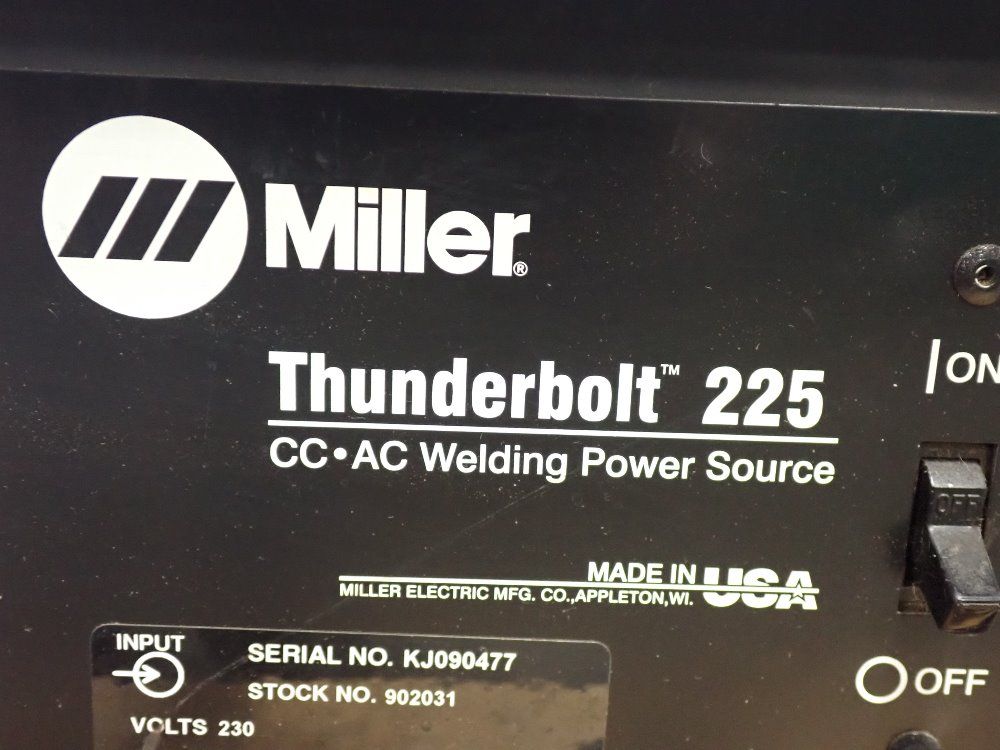 Miller®
Thunderbolt™ 225
CC•AC Welding Power Source
MADE IN USA
MILLER ELECTRIC MFG. CO.,APPLETON,WI.
INPUT
SERIAL NO. KJ090477
STOCK NO. 902031
VOLTS 230
ON
OFF
OFF